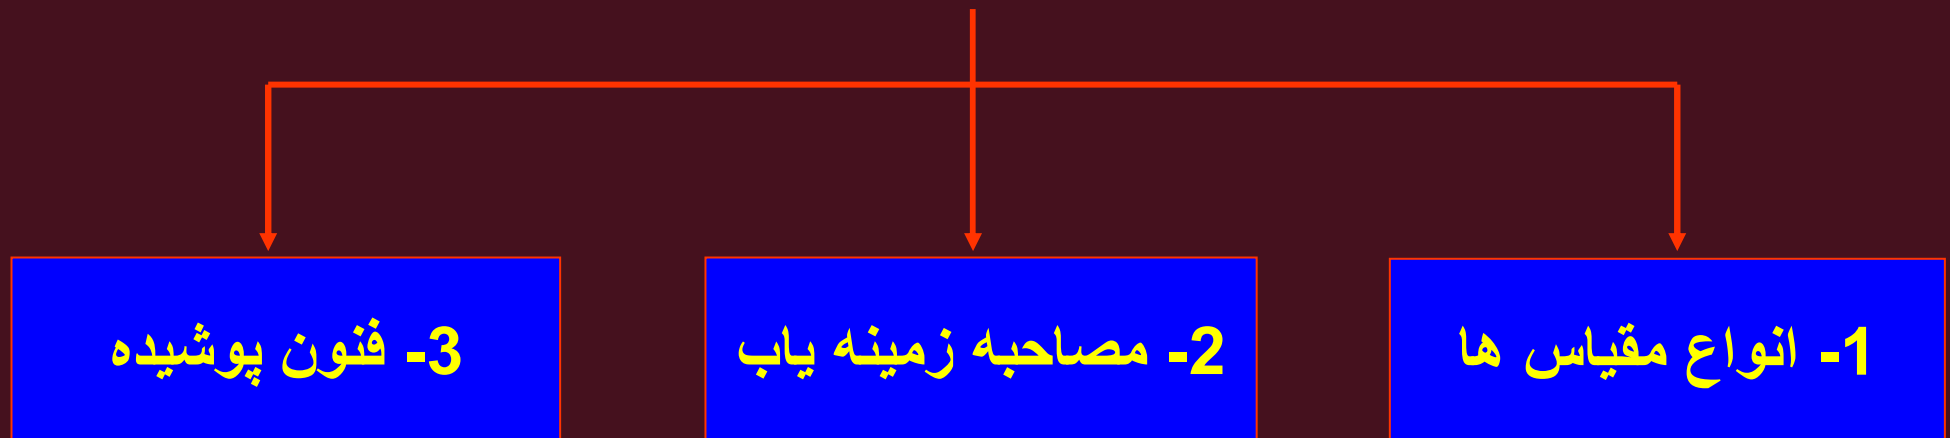 1- انواع مقیاس ها
2- مصاحبه زمینه یاب
3- فنون پوشیده